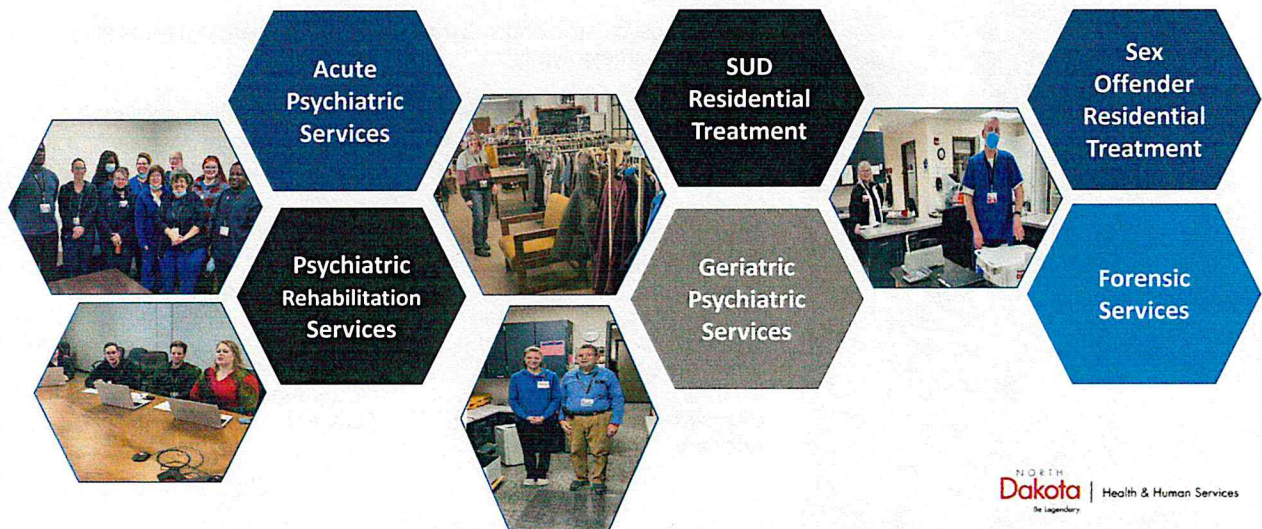 Acute
Psychiatric
Services
SUD
Residential
Treatment
Sex
Offender
Residential
Treatment
Psychiatric
Rehabilitation
Services
Geriatric
Psychiatric
Services
Forensic
Services
NORTH
Dakota | Health & Human Services
Be Legendary